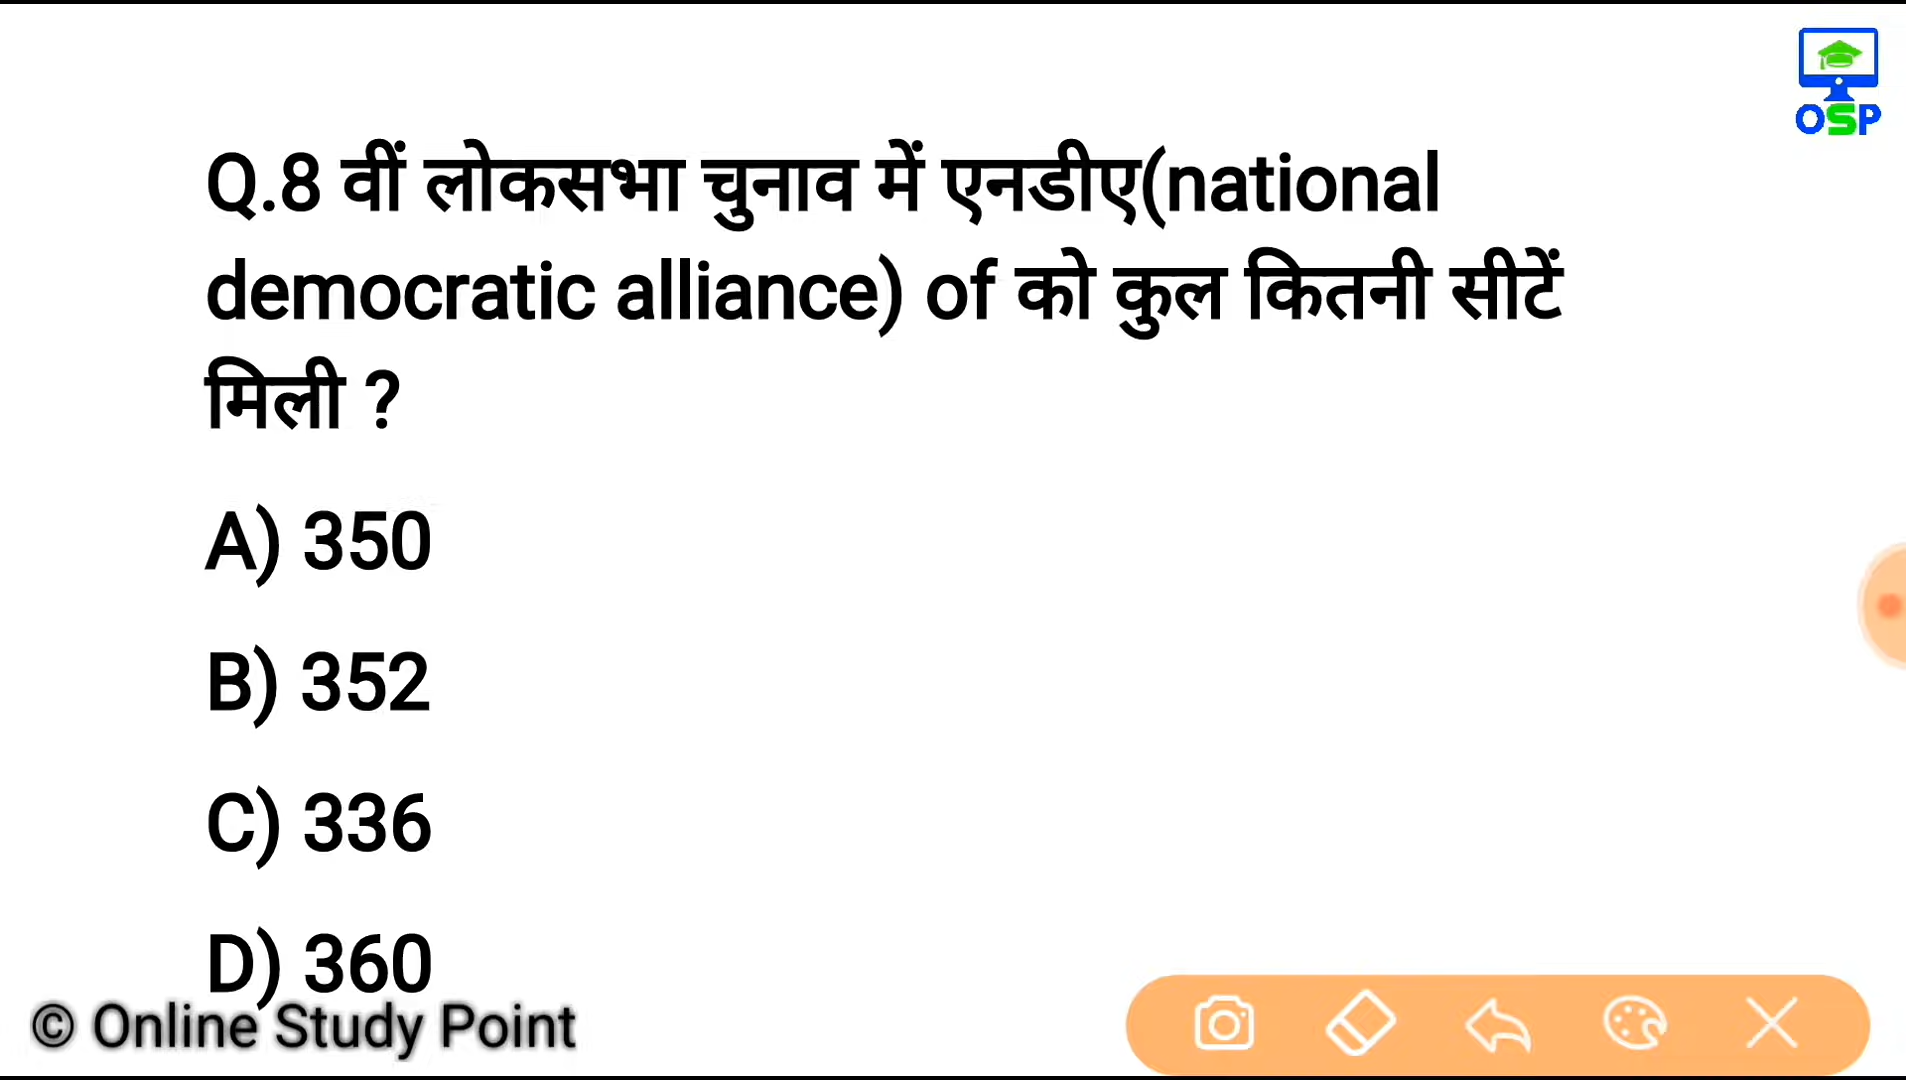 OSP
Q.8 वीं लोकसभा चुनाव में एनडीए(national
democratic alliance) of को कुल कितनी सीटें
मिली ?
A) 350
B) 352
C) 336
D) 360
© Online Study Point